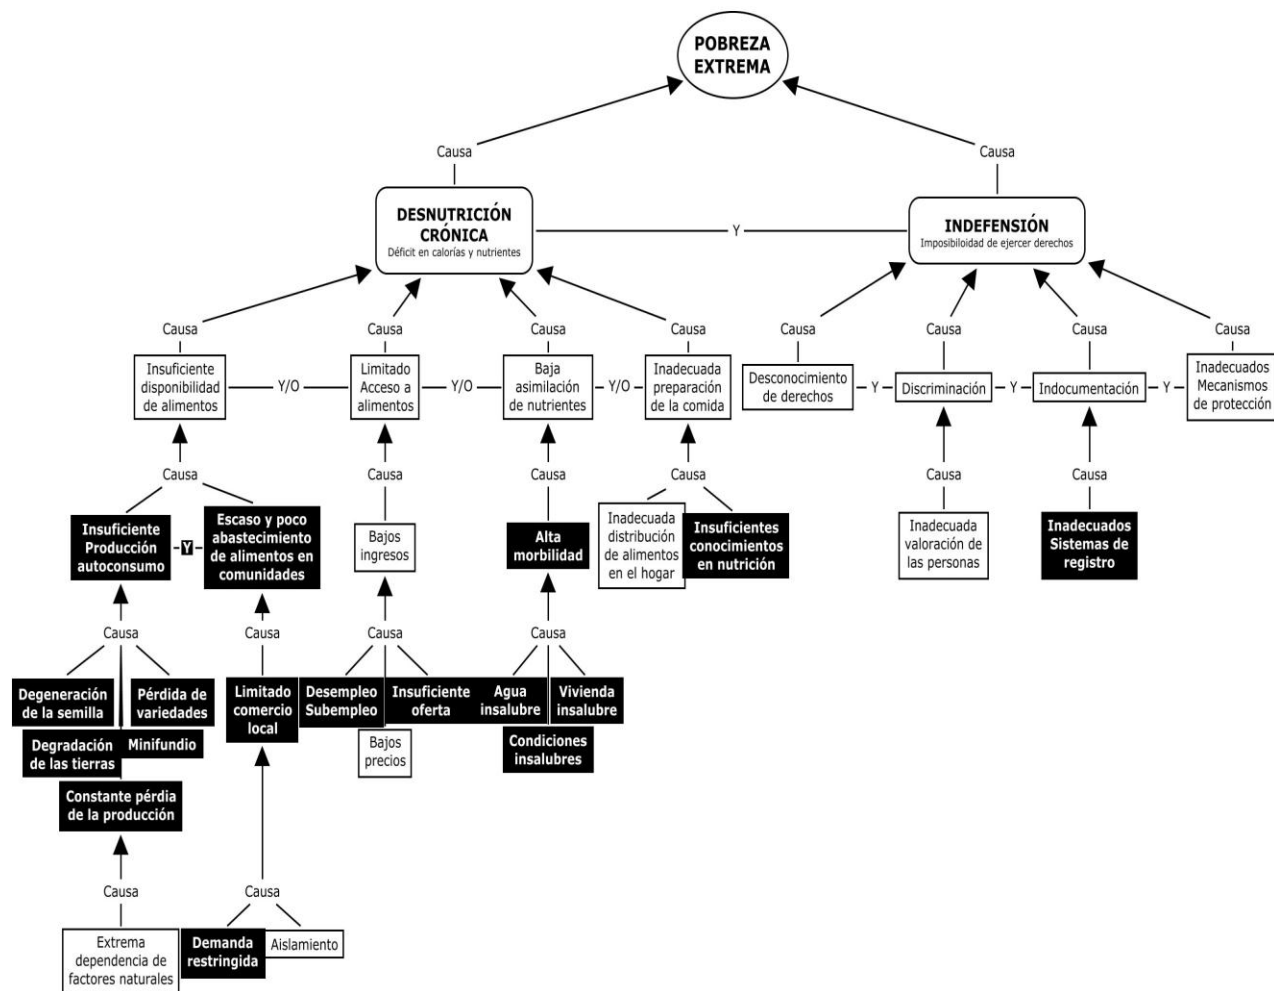 POBREZA
EXTREMA
Causa
Causa
DESNUTRICIÓN
CRÓNICA
Déficit en calorías y nutrientes
Y
INDEFENSIÓN
Imposibiloidad de ejercer derechos
Causa
Causa
Causa
Causa
Causa
Causa
Causa
Causa
Insuficiente
disponibilidad
de alimentos
Y/O
Limitado
Acceso a
alimentos
Y/O
Baja
asimilación
de nutrientes
Y/O
Inadecuada
preparación
de la comida
Desconocimiento
de derechos
Y
Discriminación
Y
Indocumentación
Y
Inadecuados
Mecanismos
de protección
Causa
Causa
Causa
Causa
Causa
Causa
Insuficiente
Producción
autoconsumo
Y
Escaso y poco
abastecimiento
de alimentos en
comunidades
Bajos
ingresos
Alta
morbilidad
Inadecuada
distribución
de alimentos
en el hogar
Insuficientes
conocimientos
en nutrición
Inadecuada
valoración de
las personas
Inadecuados
Sistemas de
registro
Causa
Causa
Causa
Causa
Degeneración
de la semilla
Pérdida de
variedades
Degradación
de las tierras
Minifundio
Constante pérdia
de la producción
Limitado
comercio
local
Desempleo
Subempleo
Insuficiente
oferta
Bajos
precios
Agua
insalubre
Vivienda
insalubre
Condiciones
insalubres
Causa
Causa
Extrema
dependencia de
factores naturales
Demanda
restringida
Aislamiento